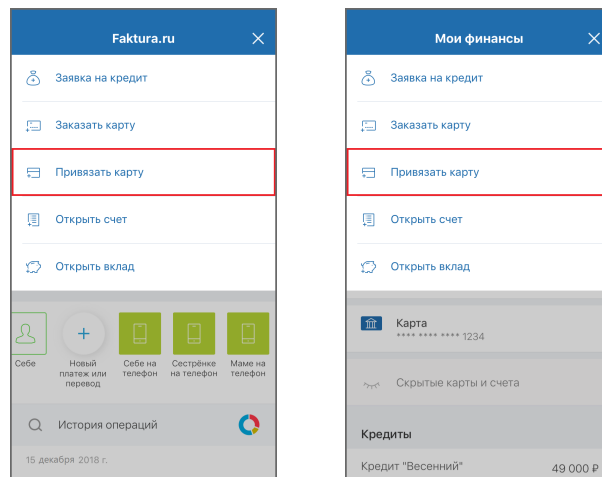 Faktura.ru
Заявка на кредит
Заказать карту
Привязать карту
Открыть счет
Открыть вклад
Себе
Новый платеж или перевод
Себе на телефон
Сестрёнке на телефон
Маме на телефон
История операций
15 декабря 2018 г.
Мои финансы
Заявка на кредит
Заказать карту
Привязать карту
Открыть счет
Открыть вклад
Карта
**** **** **** 1234
Скрытые карты и счета
Кредиты
Кредит "Весенний" 49 000 ₽